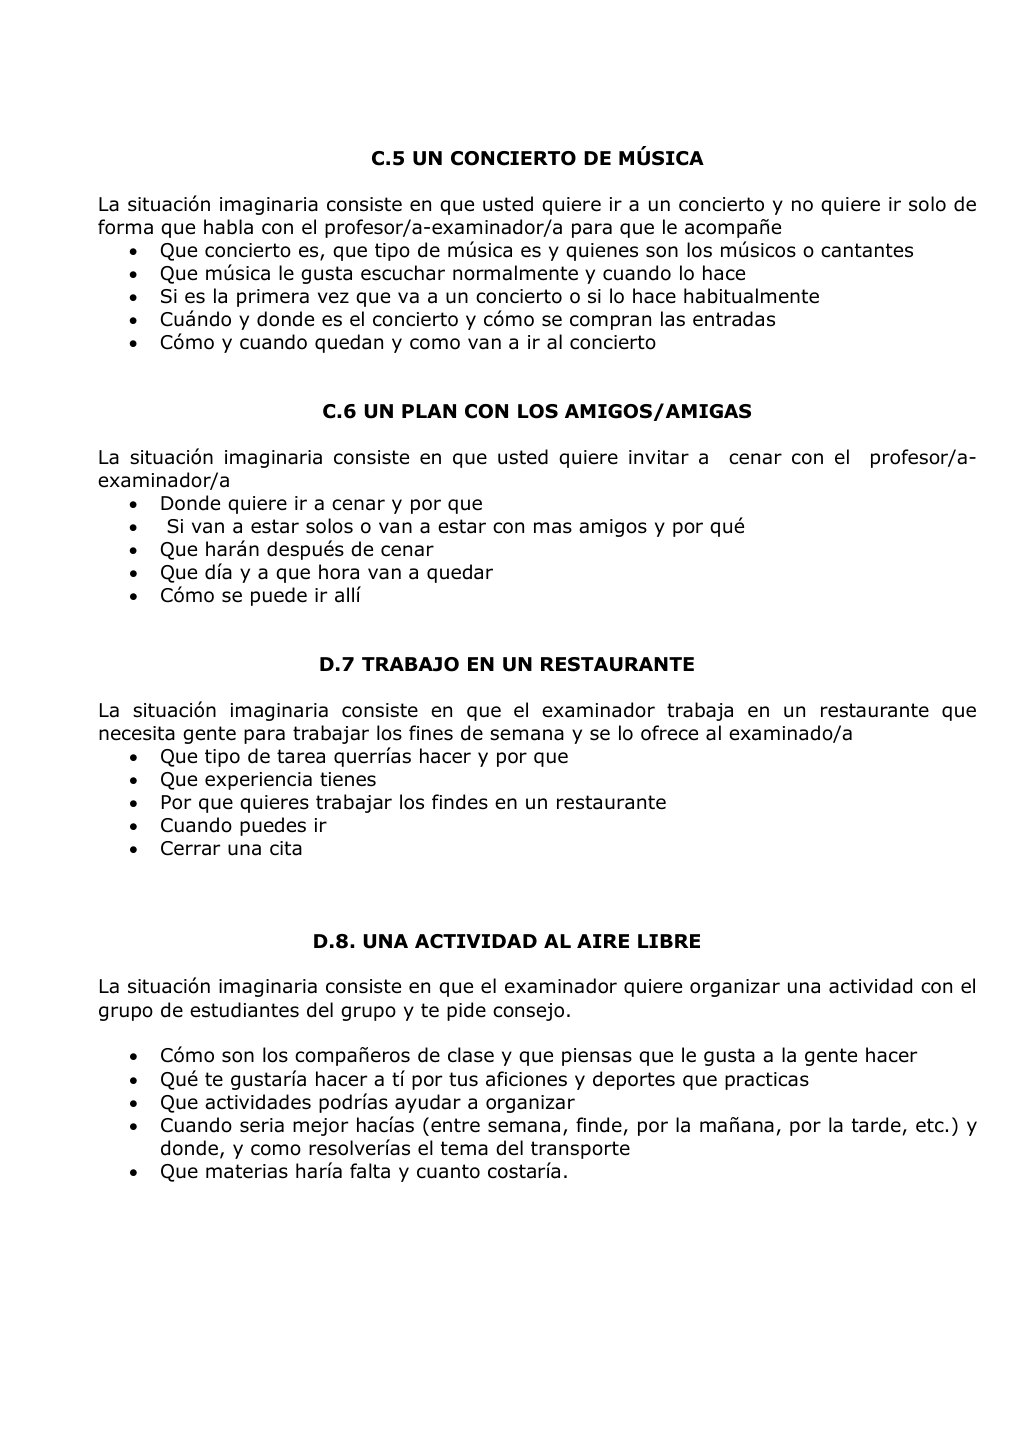 C.5 UN CONCIERTO DE MÚSICA
La situación imaginaria consiste en que usted quiere ir a un concierto y no quiere ir solo de
forma que habla con el profesor/a-examinador/a para que le acompañe
• Que concierto es, que tipo de música es y quienes son los músicos o cantantes
• Que música le gusta escuchar normalmente y cuando lo hace
• Si es la primera vez que va a un concierto o si lo hace habitualmente
• Cuándo y donde es el concierto y cómo se compran las entradas
• Cómo y cuando quedan y como van a ir al concierto
C.6 UN PLAN CON LOS AMIGOS/AMIGAS
La situación imaginaria consiste en que usted quiere invitar a cenar con el profesor/a-
examinador/a
• Donde quiere ir a cenar y por que
• Si van a estar solos o van a estar con mas amigos y por qué
• Que harán después de cenar
• Que día y a que hora van a quedar
• Cómo se puede ir allí
D.7 TRABAJO EN UN RESTAURANTE
La situación imaginaria consiste en que el examinador trabaja en un restaurante que
necesita gente para trabajar los fines de semana y se lo ofrece al examinado/a
• Que tipo de tarea querrías hacer y por que
• Que experiencia tienes
• Por que quieres trabajar los findes en un restaurante
• Cuando puedes ir
• Cerrar una cita
D.8. UNA ACTIVIDAD AL AIRE LIBRE
La situación imaginaria consiste en que el examinador quiere organizar una actividad con el
grupo de estudiantes del grupo y te pide consejo.
• Cómo son los compañeros de clase y que piensas que le gusta a la gente hacer
• Qué te gustaría hacer a tí por tus aficiones y deportes que practicas
• Que actividades podrías ayudar a organizar
• Cuando seria mejor hacías (entre semana, finde, por la mañana, por la tarde, etc.) y
donde, y como resolverías el tema del transporte
• Que materias haría falta y cuanto costaría.